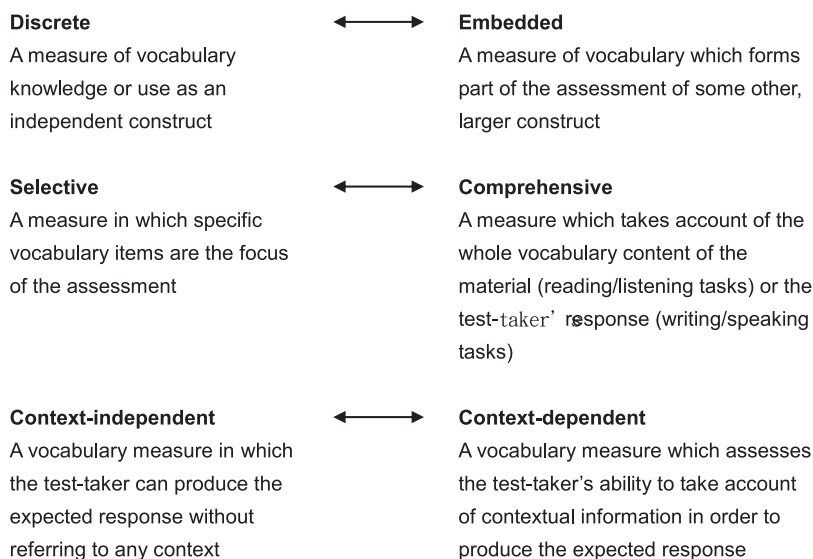 Discrete
A measure of vocabulary
knowledge or use as an
independent construct
Embedded
A measure of vocabulary which forms
part of the assessment of some other,
larger construct
Selective
A measure in which specific
vocabulary items are the focus
of the assessment
Comprehensive
A measure which takes account of the
whole vocabulary content of the
material (reading/listening tasks) or the
test-taker's response (writing/speaking
tasks)
Context-independent
A vocabulary measure in which
the test-taker can produce the
expected response without
referring to any context
Context-dependent
A vocabulary measure which assesses
the test-taker's ability to take account
of contextual information in order to
produce the expected response